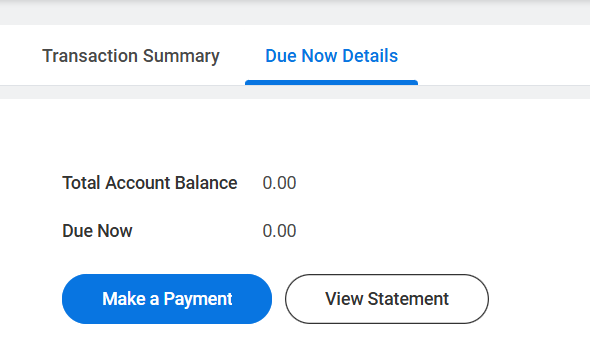 Transaction Summary Due Now Details
Total Account Balance 0.00
Due Now 0.00
Make a Payment View Statement